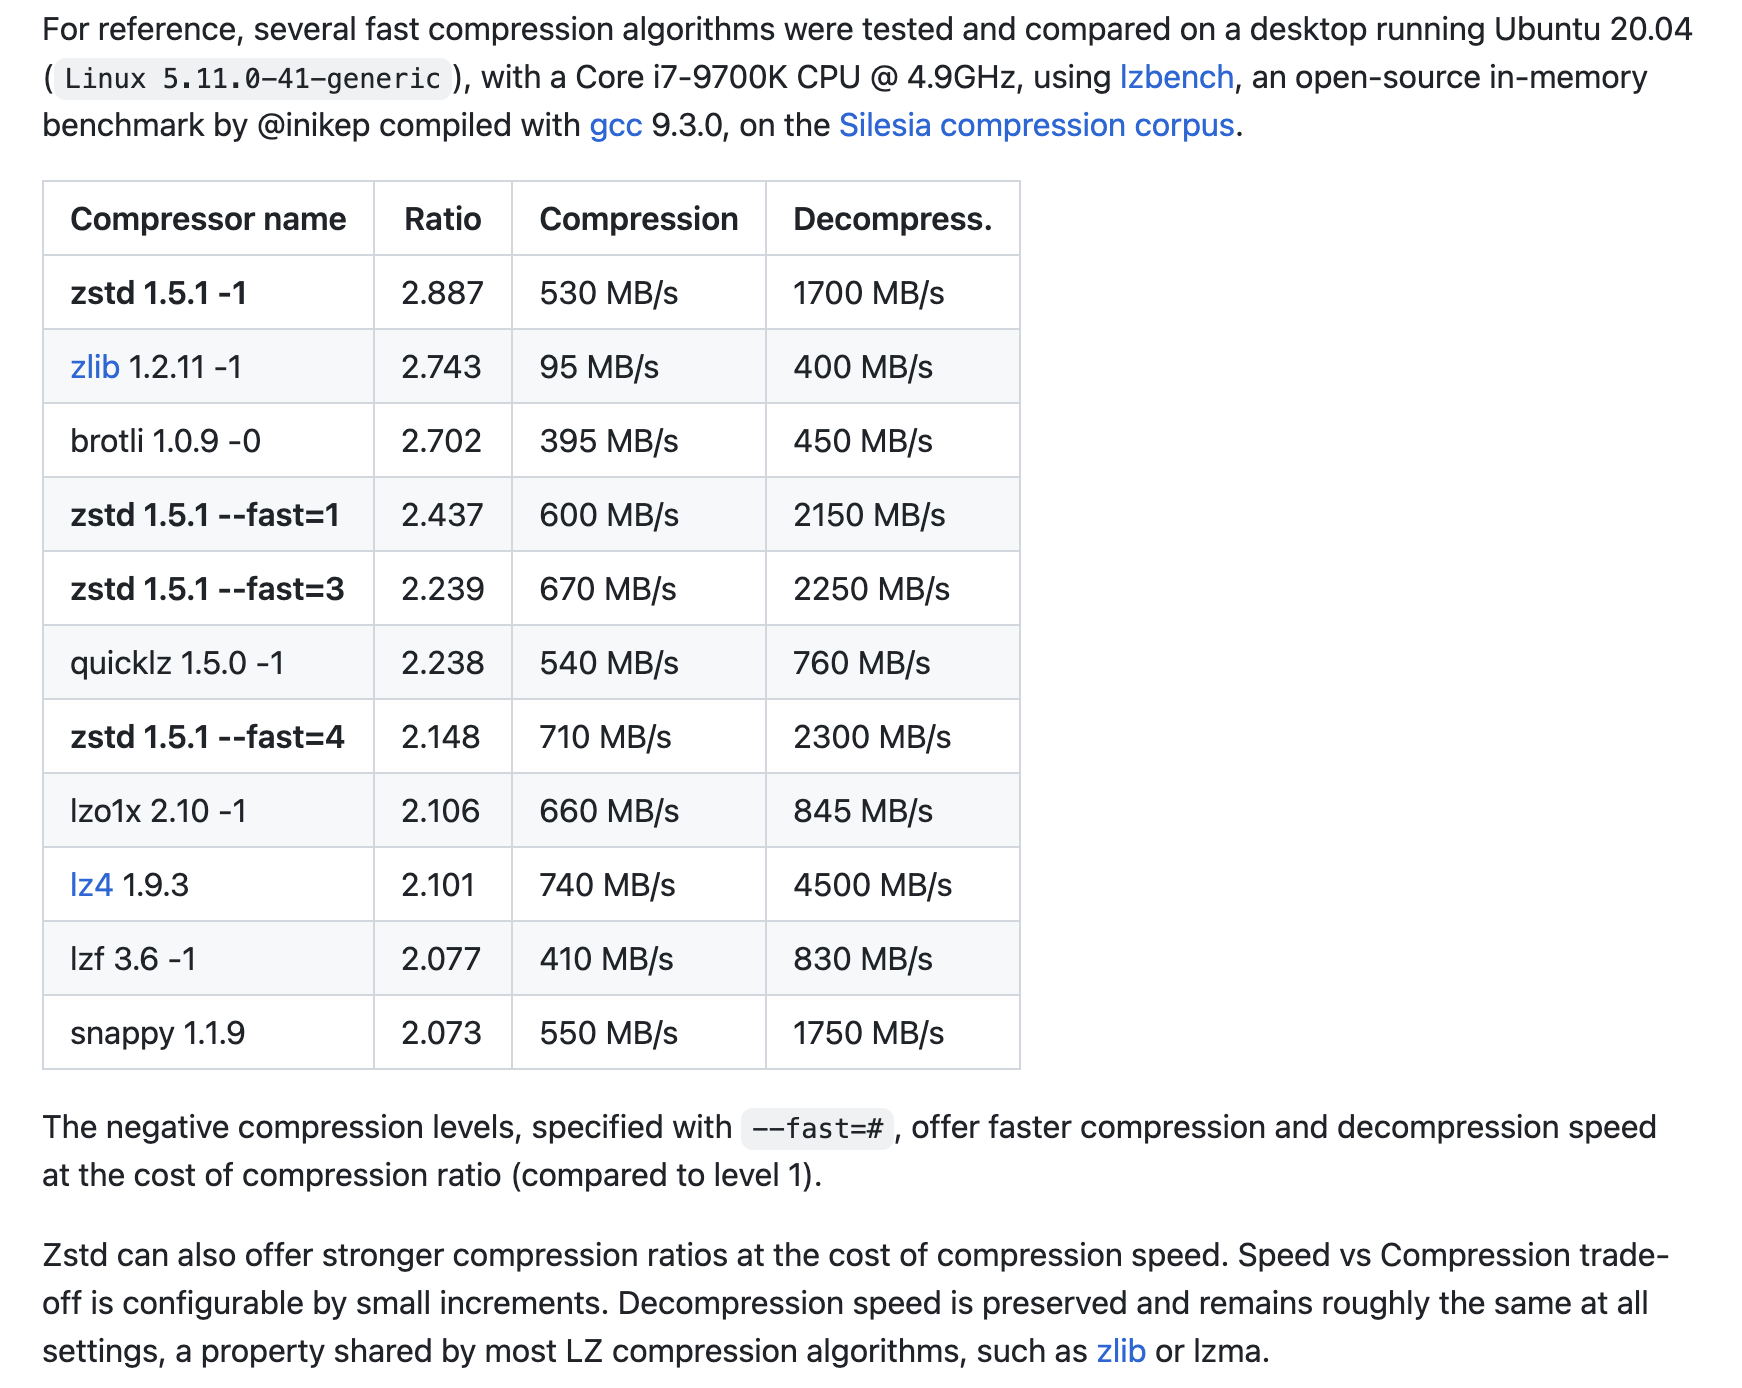 For reference, several fast compression algorithms were tested and compared on a desktop running Ubuntu 20.04
(Linux 5.11.0-41-generic), with a Core i7-9700K CPU @ 4.9GHz, using lzbench, an open-source in-memory
benchmark by @inikep compiled with gcc 9.3.0, on the Silesia compression corpus.
Compressor name Ratio Compression Decompress.
zstd 1.5.1 -1 2.887 530 MB/s 1700 MB/s
zlib 1.2.11 -1 2.743 95 MB/s 400 MB/s
brotli 1.0.9 -0 2.702 395 MB/s 450 MB/s
zstd 1.5.1 --fast=1 2.437 600 MB/s 2150 MB/s
zstd 1.5.1 --fast=3 2.239 670 MB/s 2250 MB/s
quicklz 1.5.0 -1 2.238 540 MB/s 760 MB/s
zstd 1.5.1 --fast=4 2.148 710 MB/s 2300 MB/s
lzo1x 2.10 -1 2.106 660 MB/s 845 MB/s
lz4 1.9.3 2.101 740 MB/s 4500 MB/s
lzf 3.6 -1 2.077 410 MB/s 830 MB/s
snappy 1.1.9 2.073 550 MB/s 1750 MB/s
The negative compression levels, specified with --fast=#, offer faster compression and decompression speed
at the cost of compression ratio (compared to level 1).
Zstd can also offer stronger compression ratios at the cost of compression speed. Speed vs Compression trade-
off is configurable by small increments. Decompression speed is preserved and remains roughly the same at all
settings, a property shared by most LZ compression algorithms, such as zlib or lzma.